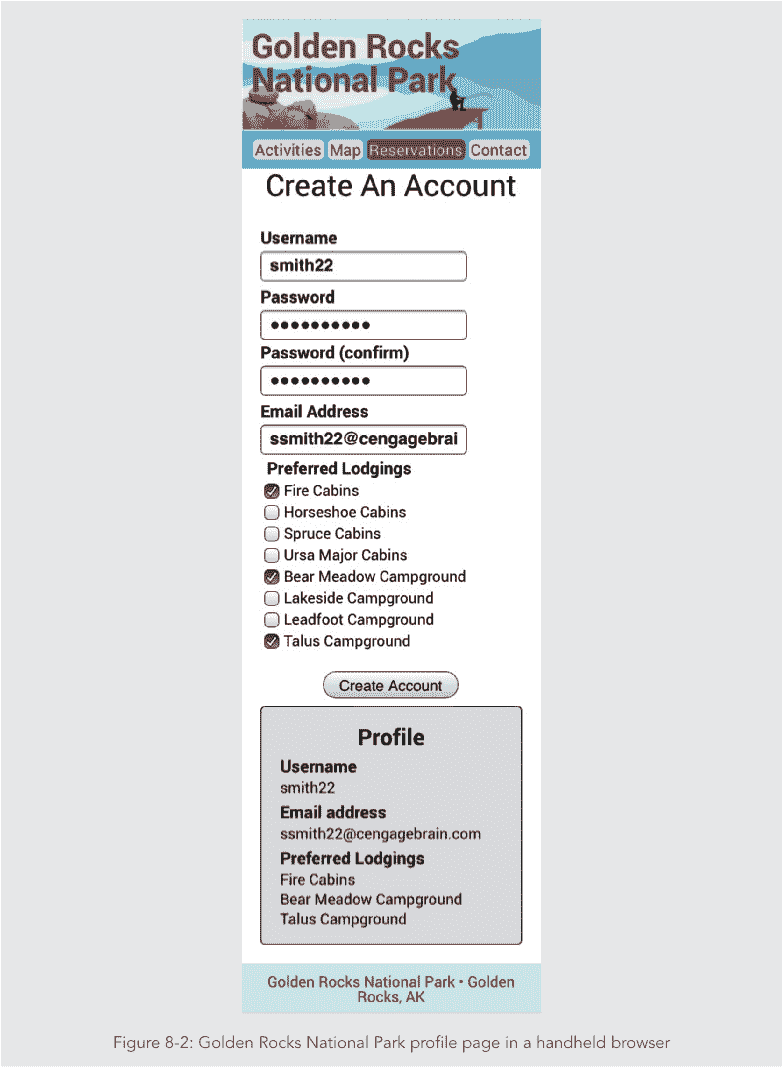 Golden Rocks
National Park
Activities Map Reservations Contact
Create An Account
Username
smith22
Password
••••••••••
Password (confirm)
••••••••••
Email Address
ssmith22@cengagebrai
Preferred Lodgings
Fire Cabins
Horseshoe Cabins
Spruce Cabins
Ursa Major Cabins
Bear Meadow Campground
Lakeside Campground
Leadfoot Campground
Talus Campground
Create Account
Profile
Username
smith22
Email address
ssmith22@cengagebrain.com
Preferred Lodgings
Fire Cabins
Bear Meadow Campground
Talus Campground
Golden Rocks National Park • Golden
Rocks, AK
Figure 8-2: Golden Rocks National Park profile page in a handheld browser